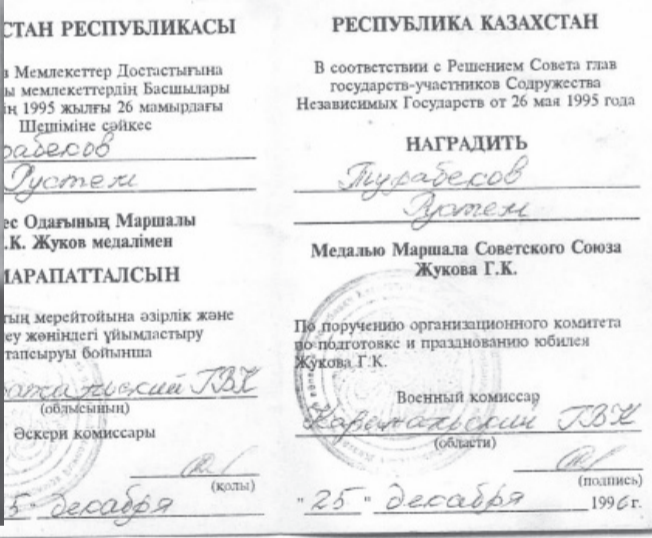 СТАН РЕСПУБЛИКАСЫ
з Мемлекеттер Достастығына
ы мемлекеттердің Басшылары
ің 1995 жылғы 26 мамырдағы
Шешіміне сәйкес
рабеков
Рустем
ес Одағының Маршалы
.К. Жуков медалімен
МАРАПАТТАЛСЫН
тың мерейтойына әзірлік және
еу жөніндегі ұйымдастыру
тапсыруы бойынша
ГВК
(облысының)
Әскери комиссары
(қолы)
5 " декабря
РЕСПУБЛИКА КАЗАХСТАН
В соответствии с Решением Совета глав
государств-участников Содружества
Независимых Государств от 26 мая 1995 года
НАГРАДИТЬ
Турабеков
Рустем
Медалью Маршала Советского Союза
Жукова Г.К.
По поручению организационного комитета
по подготовке и празднованию юбилея
Жукова Г.К.
Военный комиссар
ГВК
(области)
(подпись)
" 25 " декабря 1996 г.